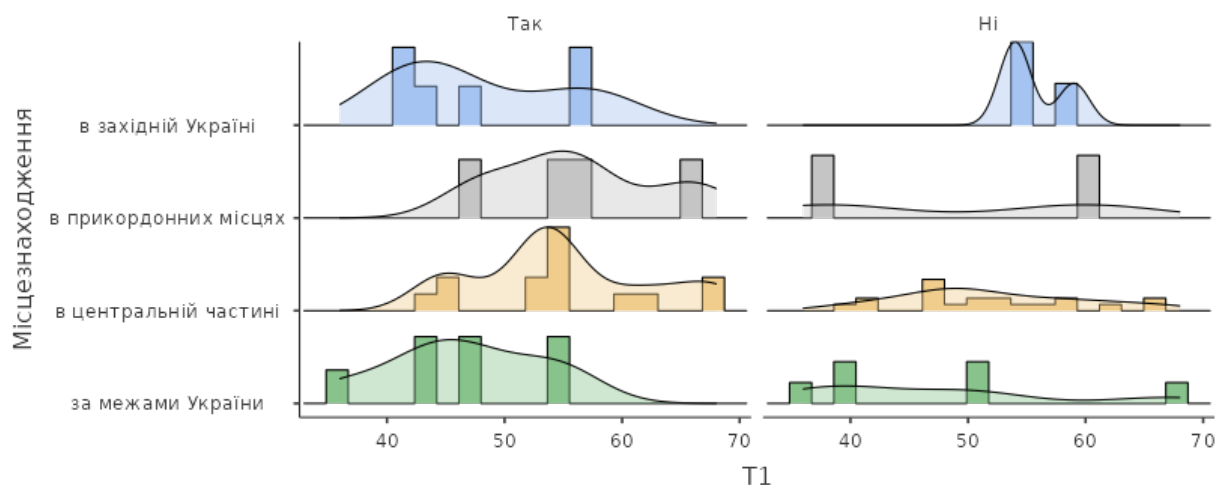 Так Ні
Місцезнаходження
в західній Україні
в прикордонних місцях
в центральній частині
за межами України
40 50 60 70 40 50 60 70
T1